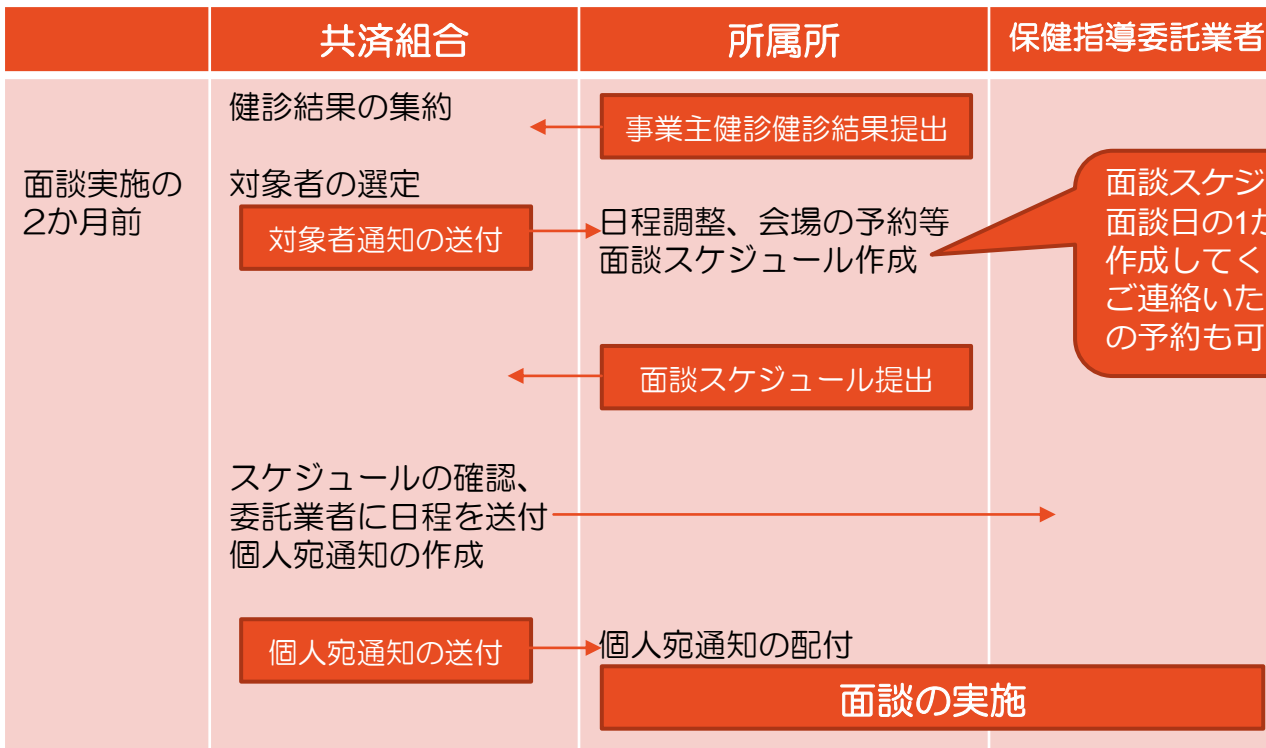 共済組合
所属所
保健指導委託業者
健診結果の集約
事業主健診健診結果提出
面談実施の
2か月前
対象者の選定
対象者通知の送付
日程調整、会場の予約等
面談スケジュール作成
面談スケジ
面談日の1か
作成してく
ご連絡いた
の予約も可
面談スケジュール提出
スケジュールの確認、
委託業者に日程を送付
個人宛通知の作成
個人宛通知の送付
個人宛通知の配付
面談の実施